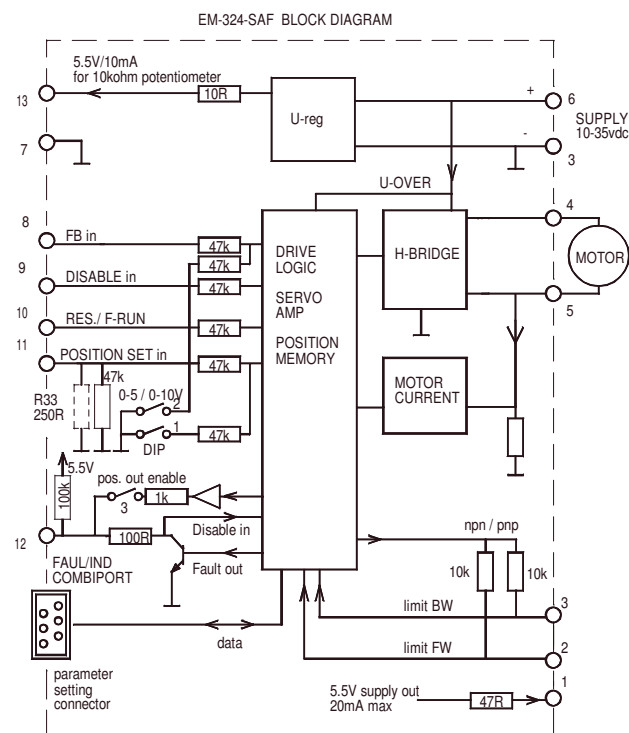 EM-324-SAF BLOCK DIAGRAM
5.5V/10mA
for 10kohm potentiometer
13
10R
U-reg
+
6
SUPPLY
10-35vdc
7
-
3
U-OVER
4
8
FB in
47k
47k
DRIVE
LOGIC
SERVO
AMP
POSITION
MEMORY
H-BRIDGE
MOTOR
9
DISABLE in
47k
5
10
RES./ F-RUN
47k
11
POSITION SET in
47k
MOTOR
CURRENT
R33
250R
47k
0-5 / 0-10V
2
1
DIP
47k
5.5V
100k
pos. out enable
3
1k
12
100R
Disable in
FAUL/IND
COMBIPORT
Fault out
npn / pnp
10k
10k
limit BW
3
data
limit FW
2
parameter
setting
connector
5.5V supply out
20mA max
47R
1